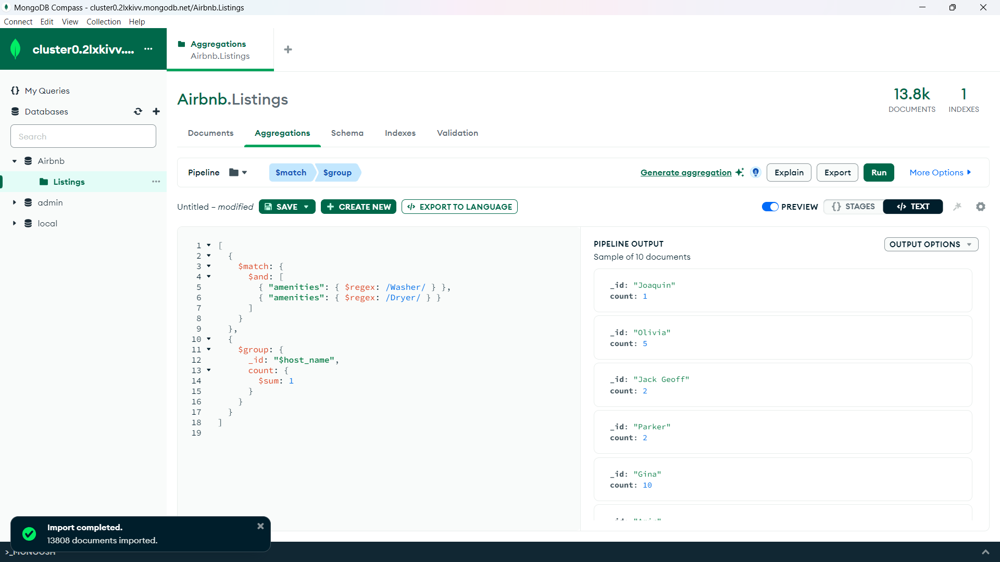 MongoDB Compass - cluster0.2lxkivv.mongodb.net/Airbnb.Listings
Connect Edit View Collection Help
cluster0.2lxkivv.... ...
Aggregations
Airbnb.Listings
{} My Queries
Databases
Search
Airbnb
Listings ...
admin
local
Airbnb.Listings
13.8k
DOCUMENTS
1
INDEXES
Documents Aggregations Schema Indexes Validation
Pipeline $match $group Generate aggregation Explain Export Run More Options
Untitled – modified SAVE + CREATE NEW </> EXPORT TO LANGUAGE PREVIEW {} STAGES </> TEXT
1 [
2 {
3 $match: {
4 $and: [
5 { "amenities": { $regex: /Washer/ } },
6 { "amenities": { $regex: /Dryer/ } }
7 ]
8 }
9 },
10 {
11 $group: {
12 _id: "$host_name",
13 count: {
14 $sum: 1
15 }
16 }
17 }
18 ]
19
PIPELINE OUTPUT
Sample of 10 documents
OUTPUT OPTIONS
_id: "Joaquin"
count: 1
_id: "Olivia"
count: 5
_id: "Jack Geoff"
count: 2
_id: "Parker"
count: 2
_id: "Gina"
count: 10
Import completed.
13808 documents imported.
>_MONGOSH